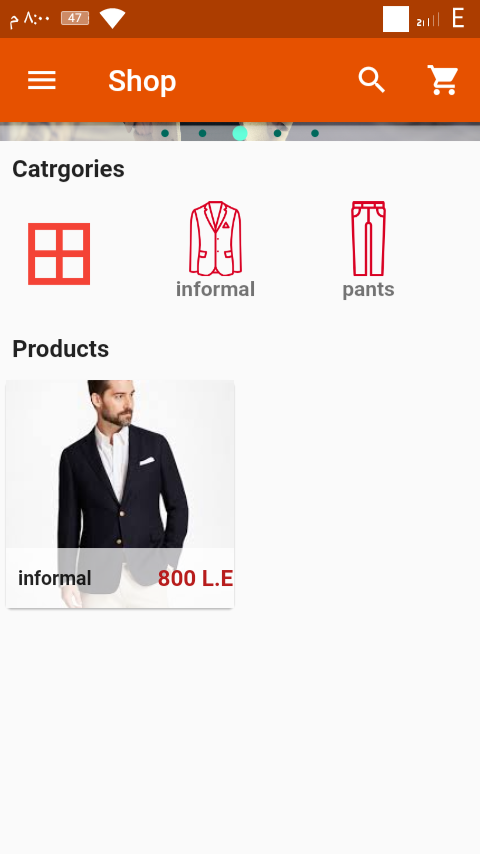 م ٨:٠٠ 47 E
Shop
Catrgories
informal pants
Products
informal 800 L.E